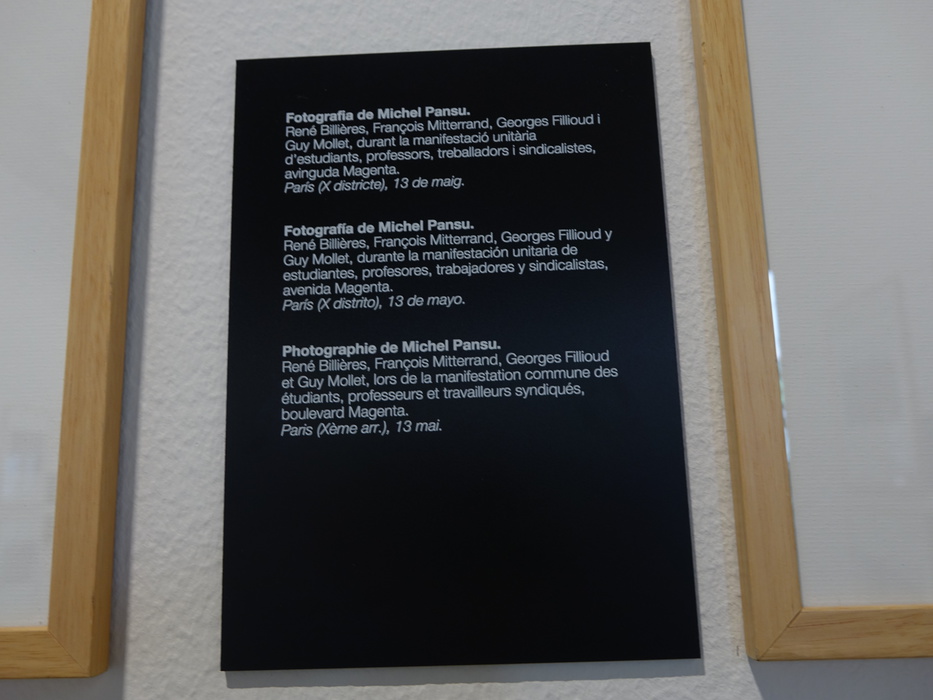 Fotografia de Michel Pansu.
René Billières, François Mitterrand, Georges Fillioud i
Guy Mollet, durant la manifestació unitària
d'estudiants, professors, treballadors i sindicalistes,
avinguda Magenta.
París (X districte), 13 de maig.
Fotografía de Michel Pansu.
René Billières, François Mitterrand, Georges Fillioud y
Guy Mollet, durante la manifestación unitaria de
estudiantes, profesores, trabajadores y sindicalistas,
avenida Magenta.
París (X distrito), 13 de mayo.
Photographie de Michel Pansu.
René Billières, François Mitterrand, Georges Fillioud
et Guy Mollet, lors de la manifestation commune des
étudiants, professeurs et travailleurs syndiqués,
boulevard Magenta.
Paris (Xème arr.), 13 mai.